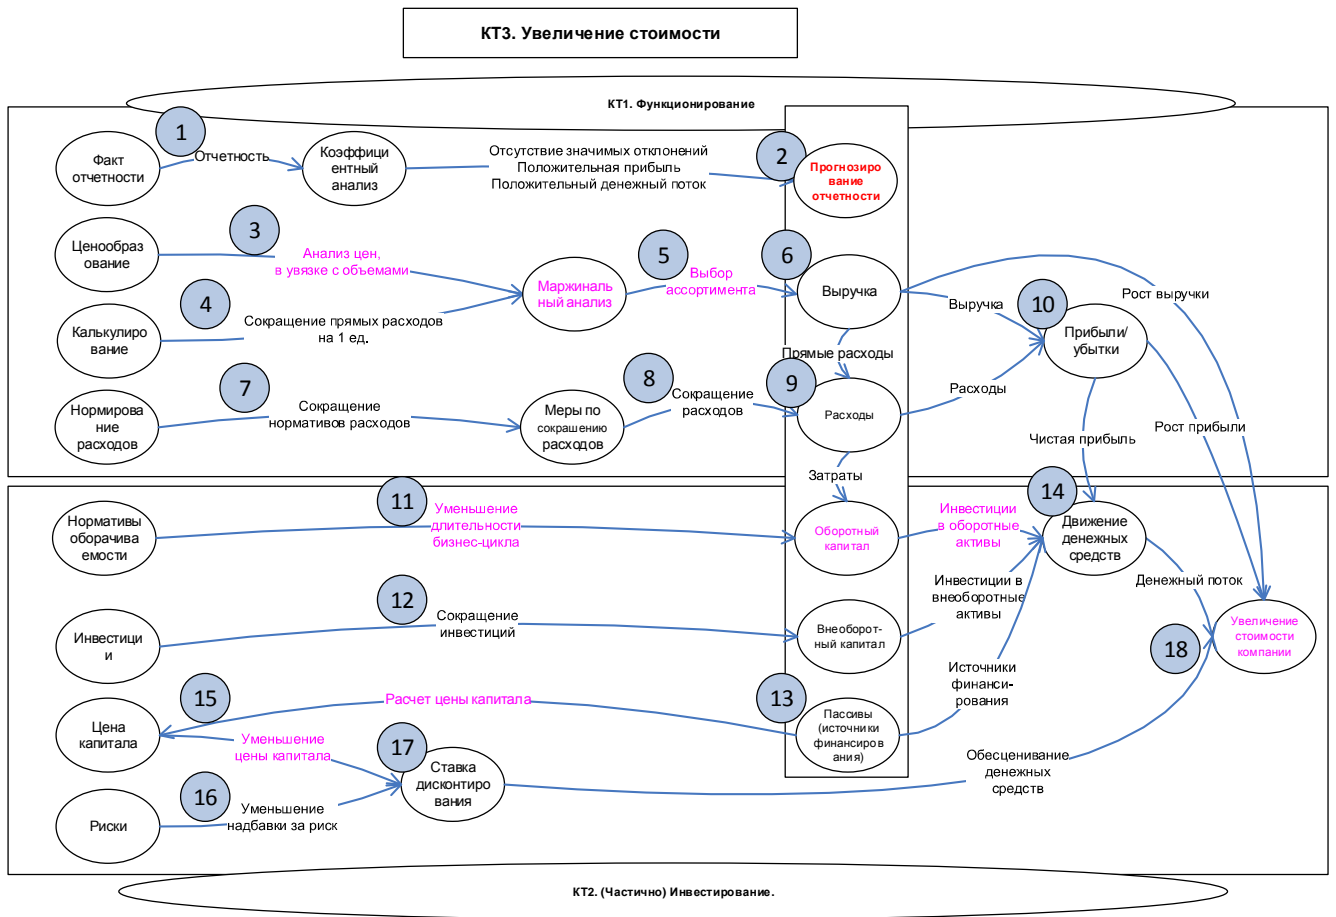 КТ3. Увеличение стоимости
КТ1. Функционирование
1
Факт
отчетности
Отчетность
Коэффици
ентный
анализ
Отсутствие значимых отклонений
Положительная прибыль
Положительный денежный поток
2
Прогнозиро
вание
отчетности
3
Ценообраз
ование
Анализ цен,
в увязке с объемами
4
Калькулиро
вание
Сокращение прямых расходов
на 1 ед.
Маржиналь
ный анализ
5
Выбор
ассортимента
6
Выручка
Выручка
Рост выручки
10
Прибыли/
убытки
Прямые расходы
7
Нормирова
ние
расходов
Сокращение
нормативов расходов
Меры по
сокращению
расходов
8
Сокращение
расходов
9
Расходы
Расходы
Чистая прибыль
Рост прибыли
Затраты
11
Нормативы
оборачива
емости
Уменьшение
длительности
бизнес-цикла
Оборотный
капитал
Инвестиции
в оборотные
активы
14
Движение
денежных
средств
Денежный поток
12
Инвестици
и
Сокращение
инвестиций
Внеоборот-
ный капитал
Инвестиции в
внеоборотные
активы
18
Увеличение
стоимости
компании
15
Цена
капитала
Расчет цены капитала
13
Пассивы
(источники
финансиров
ания)
Источники
финанси-
рования
Уменьшение
цены капитала
17
Ставка
дисконтиро
вания
Обесценивание
денежных
средств
16
Риски
Уменьшение
надбавки за риск
КТ2. (Частично) Инвестирование.